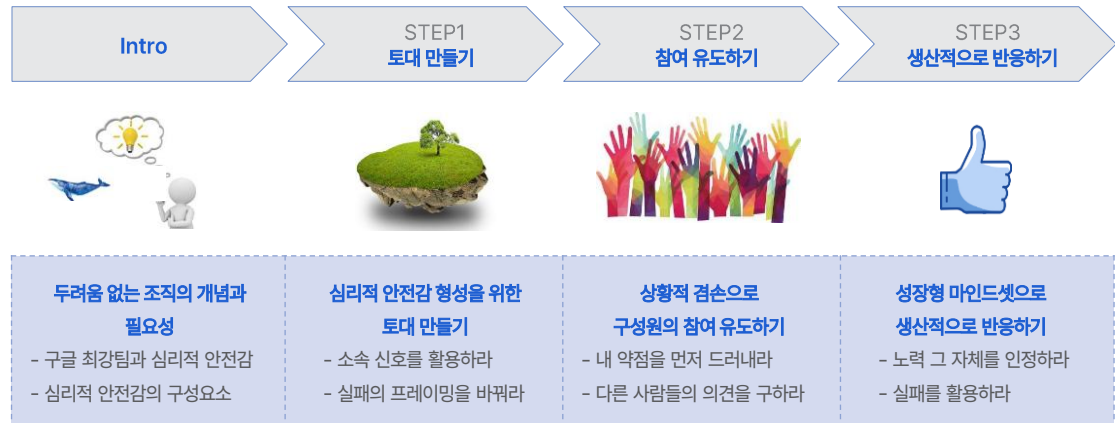 Intro
STEP1
토대 만들기
STEP2
참여 유도하기
STEP3
생산적으로 반응하기
두려움 없는 조직의 개념과
필요성
- 구글 최강팀과 심리적 안전감
- 심리적 안전감의 구성요소
심리적 안전감 형성을 위한
토대 만들기
- 소속 신호를 활용하라
- 실패의 프레이밍을 바꿔라
상황적 겸손으로
구성원의 참여 유도하기
- 내 약점을 먼저 드러내라
- 다른 사람들의 의견을 구하라
성장형 마인드셋으로
생산적으로 반응하기
- 노력 그 자체를 인정하라
- 실패를 활용하라